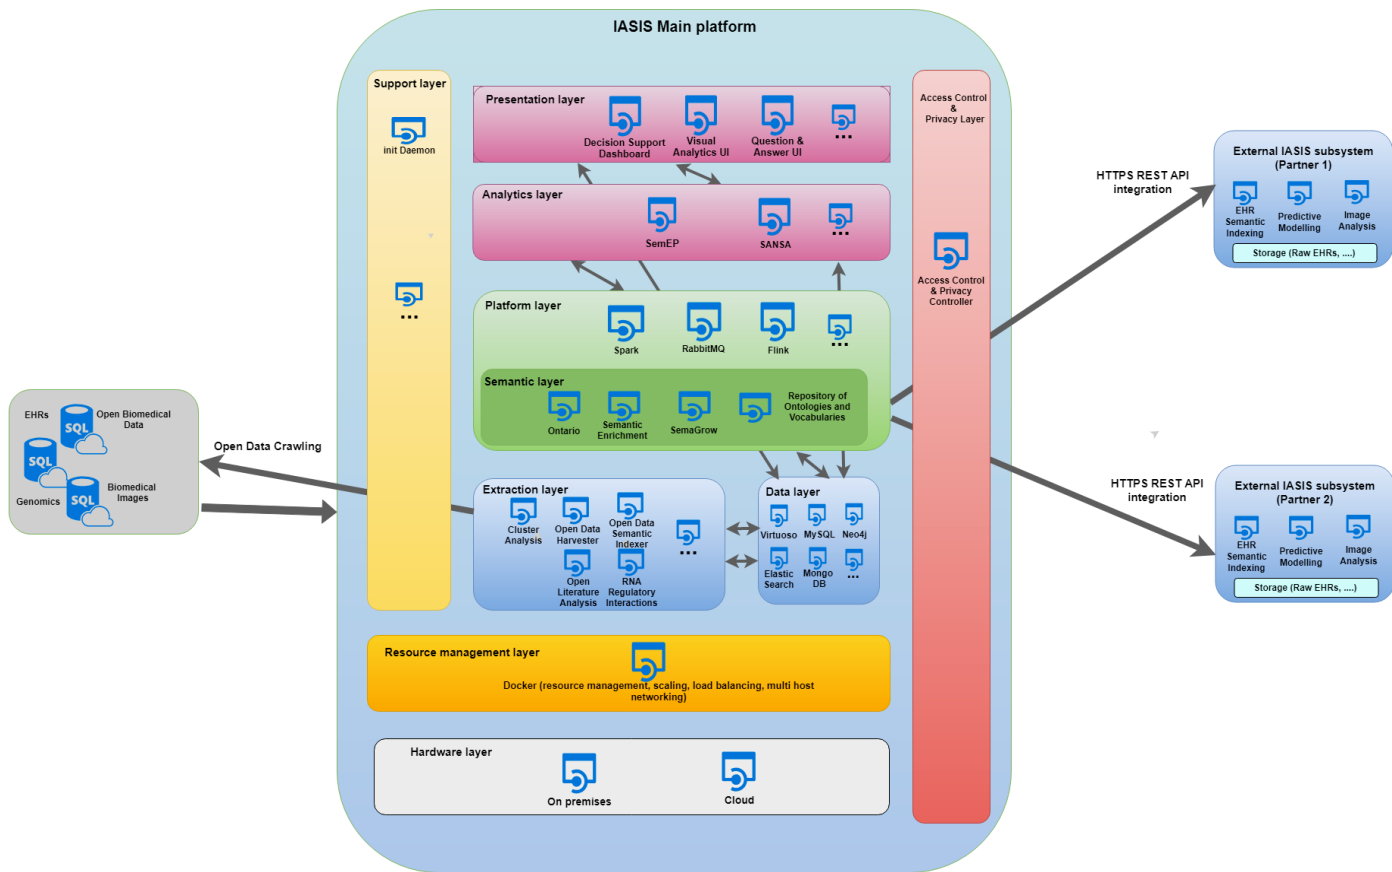 IASIS Main platform
Support layer
init Daemon
...
Presentation layer
Decision Support
Dashboard
Visual
Analytics UI
Question &
Answer UI
...
Analytics layer
SemEP
SANSA
...
Platform layer
Spark
RabbitMQ
Flink
...
Semantic layer
Ontario
Semantic
Enrichment
SemaGrow
Repository of
Ontologies and
Vocabularies
Extraction layer
Cluster
Analysis
Open Data
Harvester
Open Data
Semantic
Indexer
...
Open
Literature
Analysis
RNA
Regulatory
Interactions
Data layer
Virtuoso
MySQL
Neo4j
Elastic
Search
Mongo
DB
...
Resource management layer
Docker (resource management, scaling, load balancing, multi host
networking)
Hardware layer
On premises
Cloud
Access Control
&
Privacy Layer
Access Control
& Privacy
Controller
EHRs
SQL
Open Biomedical
Data
SQL
Genomics
SQL
Biomedical
Images
Open Data Crawling
HTTPS REST API
integration
External IASIS subsystem
(Partner 1)
EHR
Semantic
Indexing
Predictive
Modelling
Image
Analysis
Storage (Raw EHRs, ....)
HTTPS REST API
integration
External IASIS subsystem
(Partner 2)
EHR
Semantic
Indexing
Predictive
Modelling
Image
Analysis
Storage (Raw EHRs, ....)